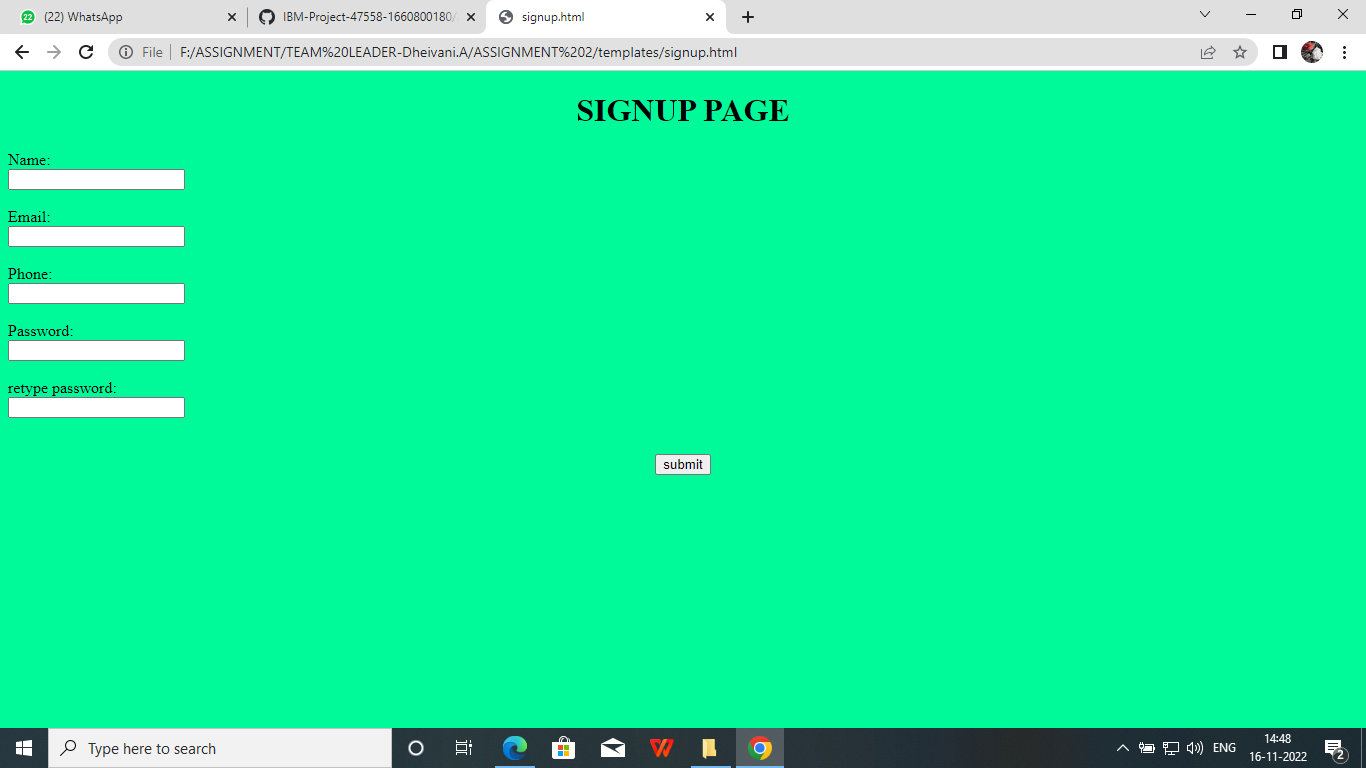 22 (22) WhatsApp IBM-Project-47558-1660800180/ signup.html
File F:/ASSIGNMENT/TEAM%20LEADER-Dheivani.A/ASSIGNMENT%202/templates/signup.html
SIGNUP PAGE
Name:
Email:
Phone:
Password:
retype password:
submit
Type here to search
ENG
14:48
16-11-2022
2